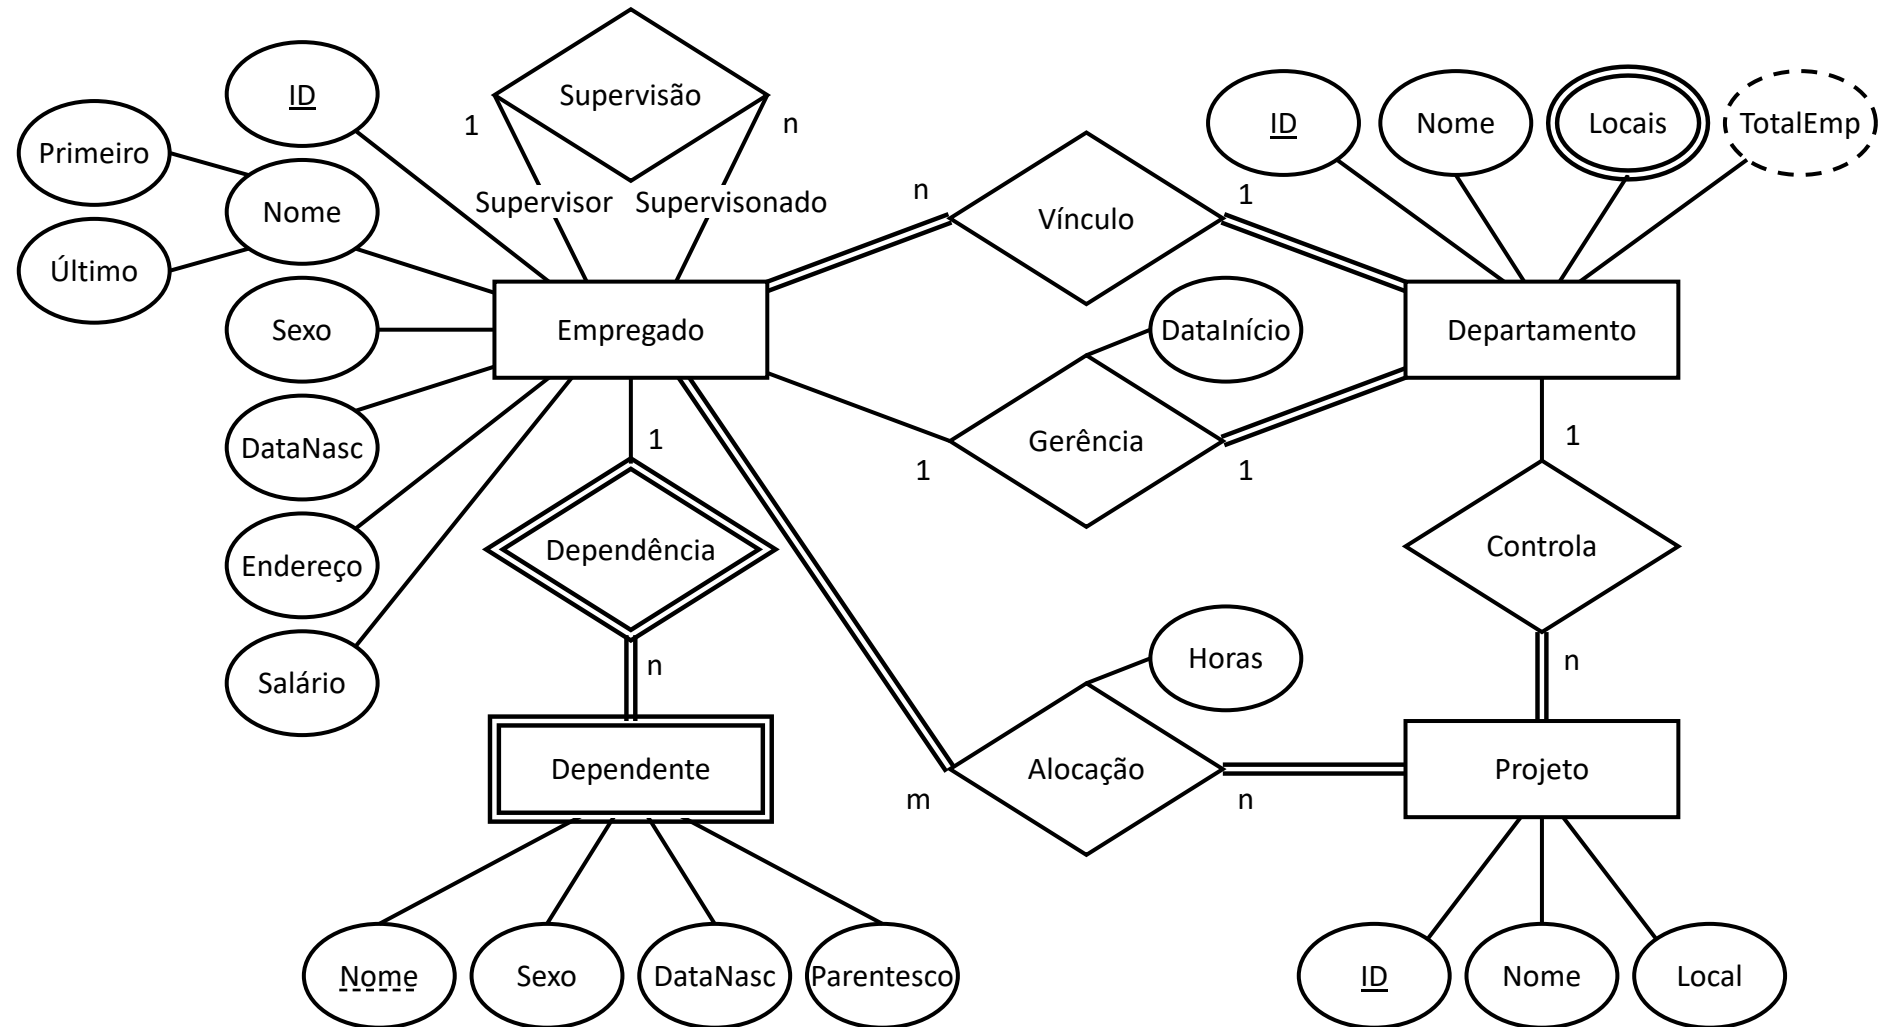 Supervisão
1
n
Supervisor
Supervisonado
ID
Primeiro
Nome
Último
Sexo
DataNasc
Endereço
Salário
Empregado
n
Vínculo
1
DataInício
1
Gerência
1
ID
Nome
Locais
TotalEmp
Departamento
1
Controla
n
1
Dependência
n
Dependente
Horas
m
Alocação
n
Projeto
Nome
Sexo
DataNasc
Parentesco
ID
Nome
Local